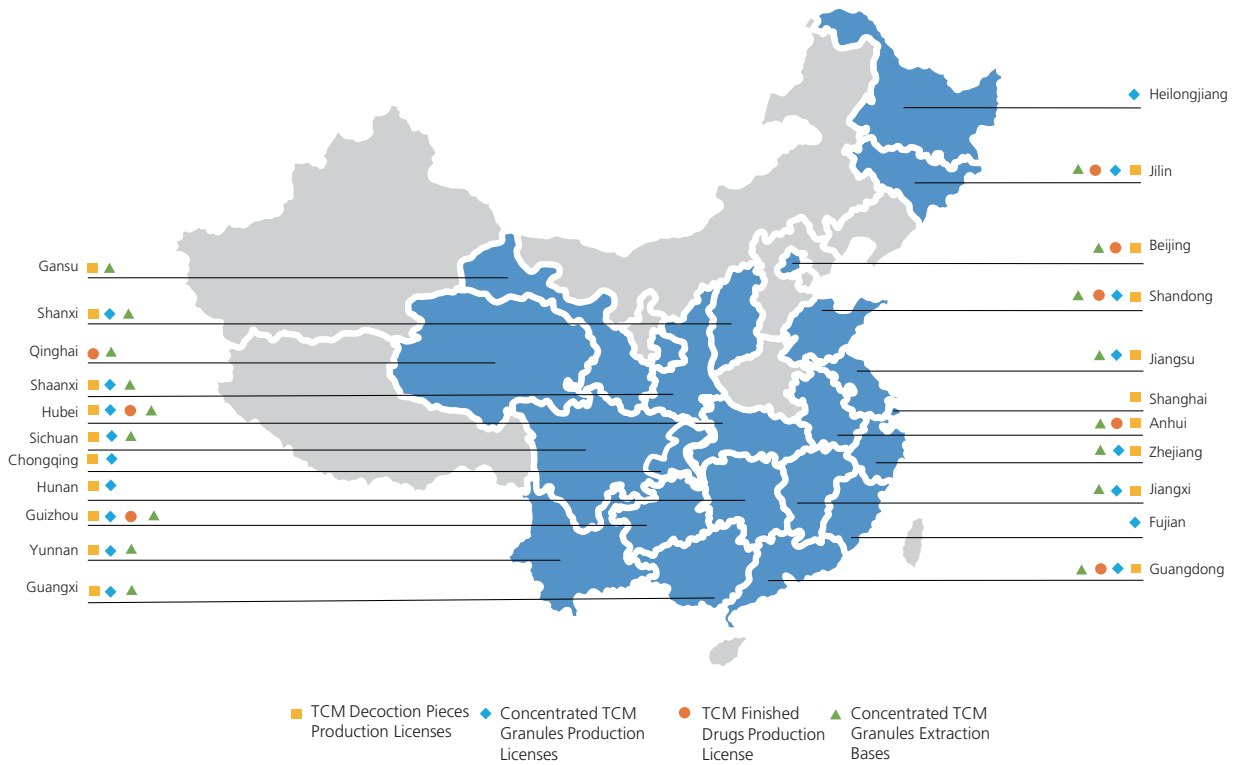 Heilongjiang
Jilin
Beijing
Shandong
Jiangsu
Shanghai
Anhui
Zhejiang
Jiangxi
Fujian
Guangdong
Gansu
Shanxi
Qinghai
Shaanxi
Hubei
Sichuan
Chongqing
Hunan
Guizhou
Yunnan
Guangxi
TCM Decoction Pieces
Production Licenses
Concentrated TCM
Granules Production
Licenses
TCM Finished
Drugs Production
License
Concentrated TCM
Granules Extraction
Bases